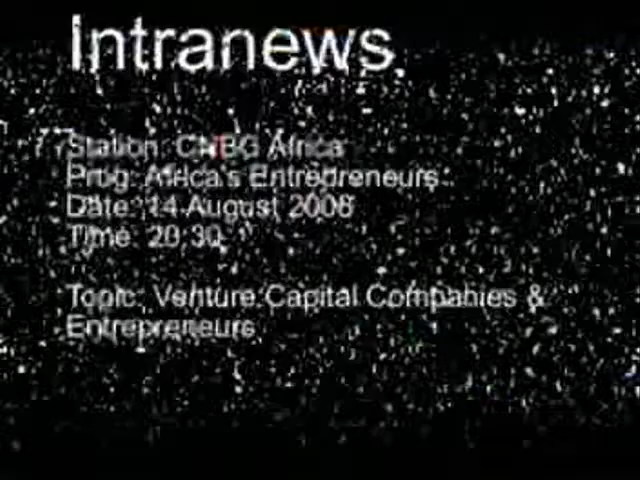 Intranews
Station: CNBC Africa
Prog: Africa's Entrepreneurs
Date: 14 August 2008
Time: 20:30
Topic: Venture Capital Companies &
Entrepreneurs